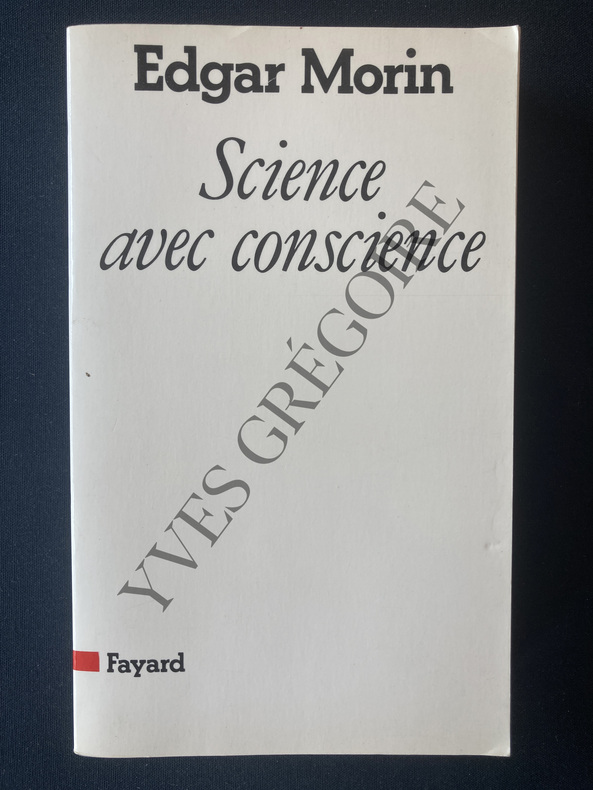 Edgar Morin
Science
avec conscience
YVES GRÉGOIRE
Fayard